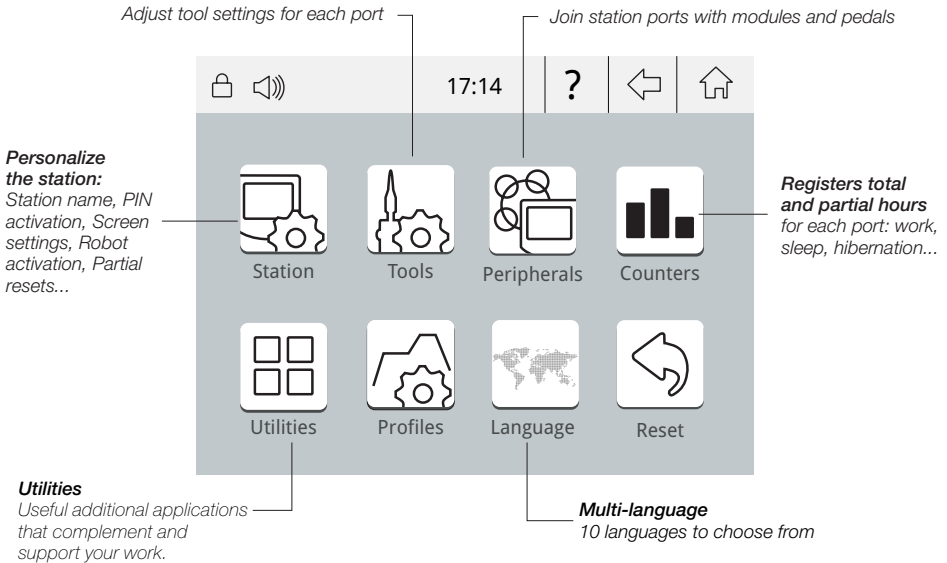 Adjust tool settings for each port
Join station ports with modules and pedals
17:14
?
Personalize
the station:
Station name, PIN
activation, Screen
settings, Robot
activation, Partial
resets...
Registers total
and partial hours
for each port: work,
sleep, hibernation...
Station
Tools
Peripherals
Counters
Utilities
Profiles
Language
Reset
Utilities
Useful additional applications
that complement and
support your work.
Multi-language
10 languages to choose from